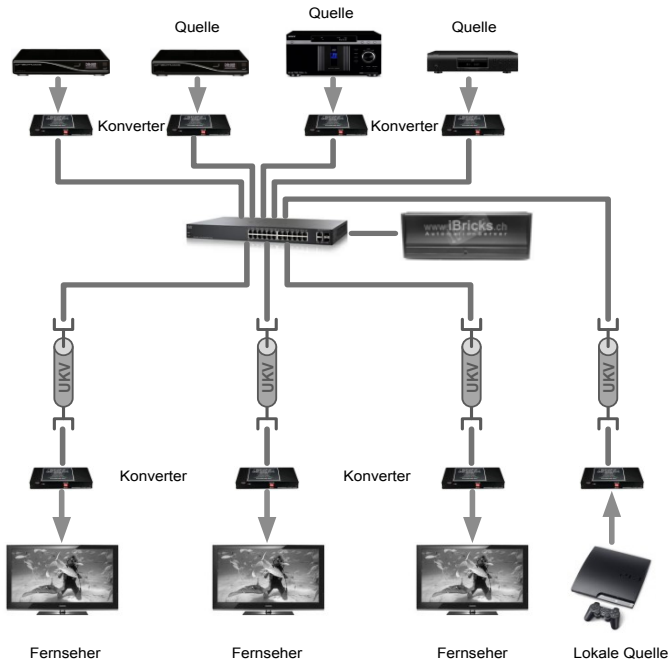 Quelle
Quelle
Quelle
Konverter
Konverter
www.iBricks.ch
AutomationServer
UKV
UKV
UKV
UKV
Konverter
Konverter
Fernseher
Fernseher
Fernseher
Lokale Quelle